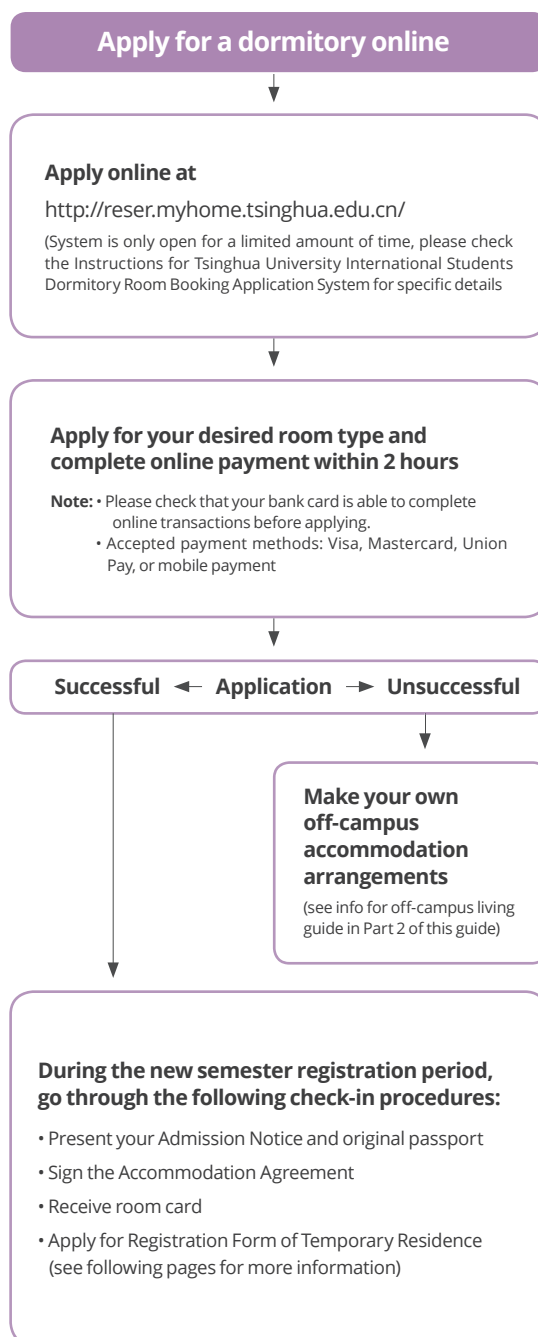 Apply for a dormitory online
Apply online at
http://reser.myhome.tsinghua.edu.cn/
(System is only open for a limited amount of time, please check
the Instructions for Tsinghua University International Students
Dormitory Room Booking Application System for specific details
Apply for your desired room type and
complete online payment within 2 hours
Note: • Please check that your bank card is able to complete
online transactions before applying.
• Accepted payment methods: Visa, Mastercard, Union
Pay, or mobile payment
Successful Application Unsuccessful
Make your own
off-campus
accommodation
arrangements
(see info for off-campus living
guide in Part 2 of this guide)
During the new semester registration period,
go through the following check-in procedures:
• Present your Admission Notice and original passport
• Sign the Accommodation Agreement
• Receive room card
• Apply for Registration Form of Temporary Residence
(see following pages for more information)